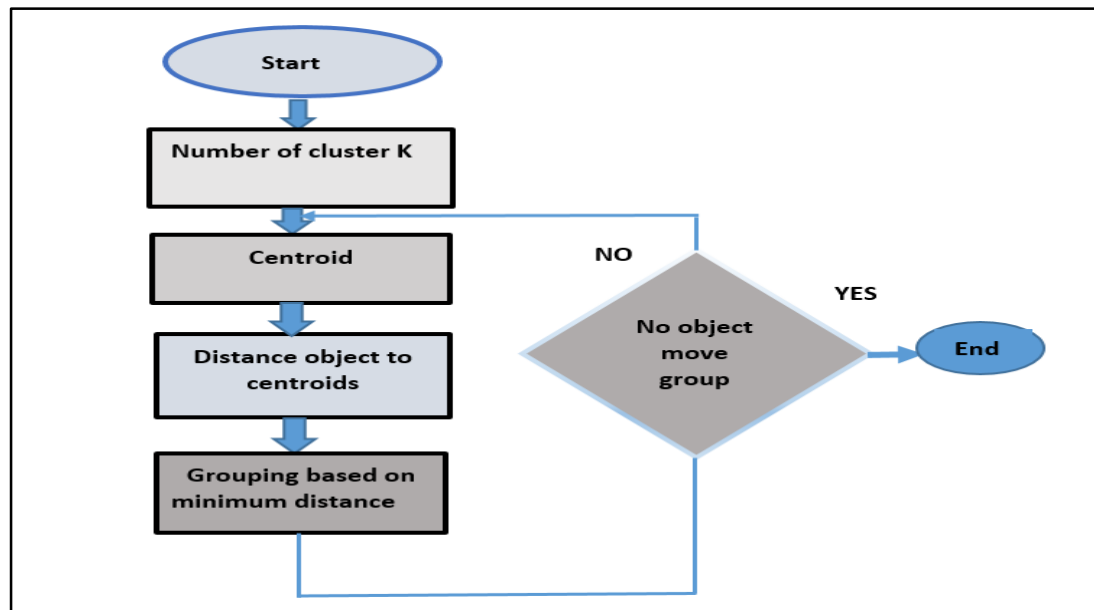 Start
Number of cluster K
Centroid
Distance object to
centroids
Grouping based on
minimum distance
NO
No object
move
group
YES
End